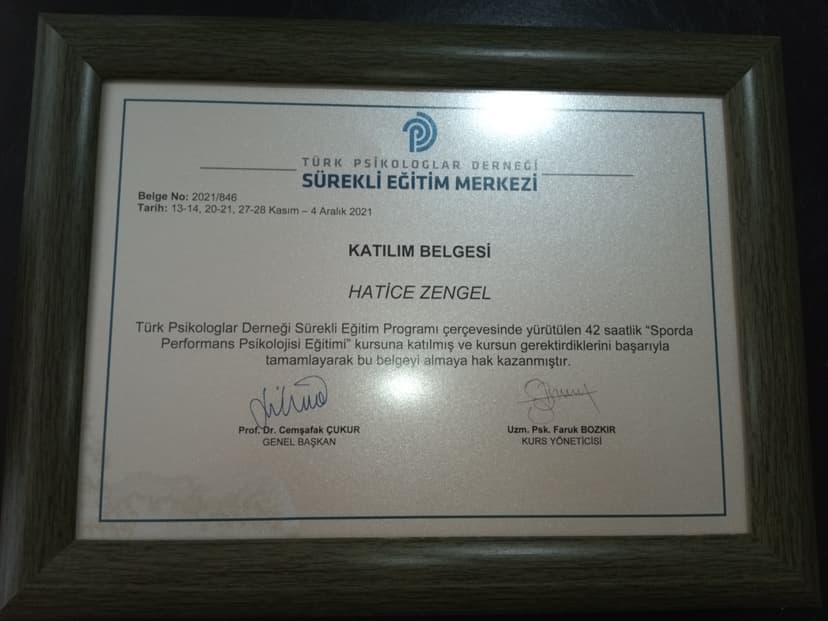 TÜRK PSİKOLOGLAR DERNEĞİ
SÜREKLİ EĞİTİM MERKEZİ
Belge No: 2021/846
Tarih: 13-14, 20-21, 27-28 Kasım – 4 Aralık 2021
KATILIM BELGESİ
HATİCE ZENGEL
Türk Psikologlar Derneği Sürekli Eğitim Programı çerçevesinde yürütülen 42 saatlik "Sporda
Performans Psikolojisi Eğitimi" kursuna katılmış ve kursun gerektirdiklerini başarıyla
tamamlayarak bu belgeyi almaya hak kazanmıştır.
Prof. Dr. Cemşafak ÇUKUR
GENEL BAŞKAN
Uzm. Psk. Faruk BOZKIR
KURS YÖNETİCİSİ